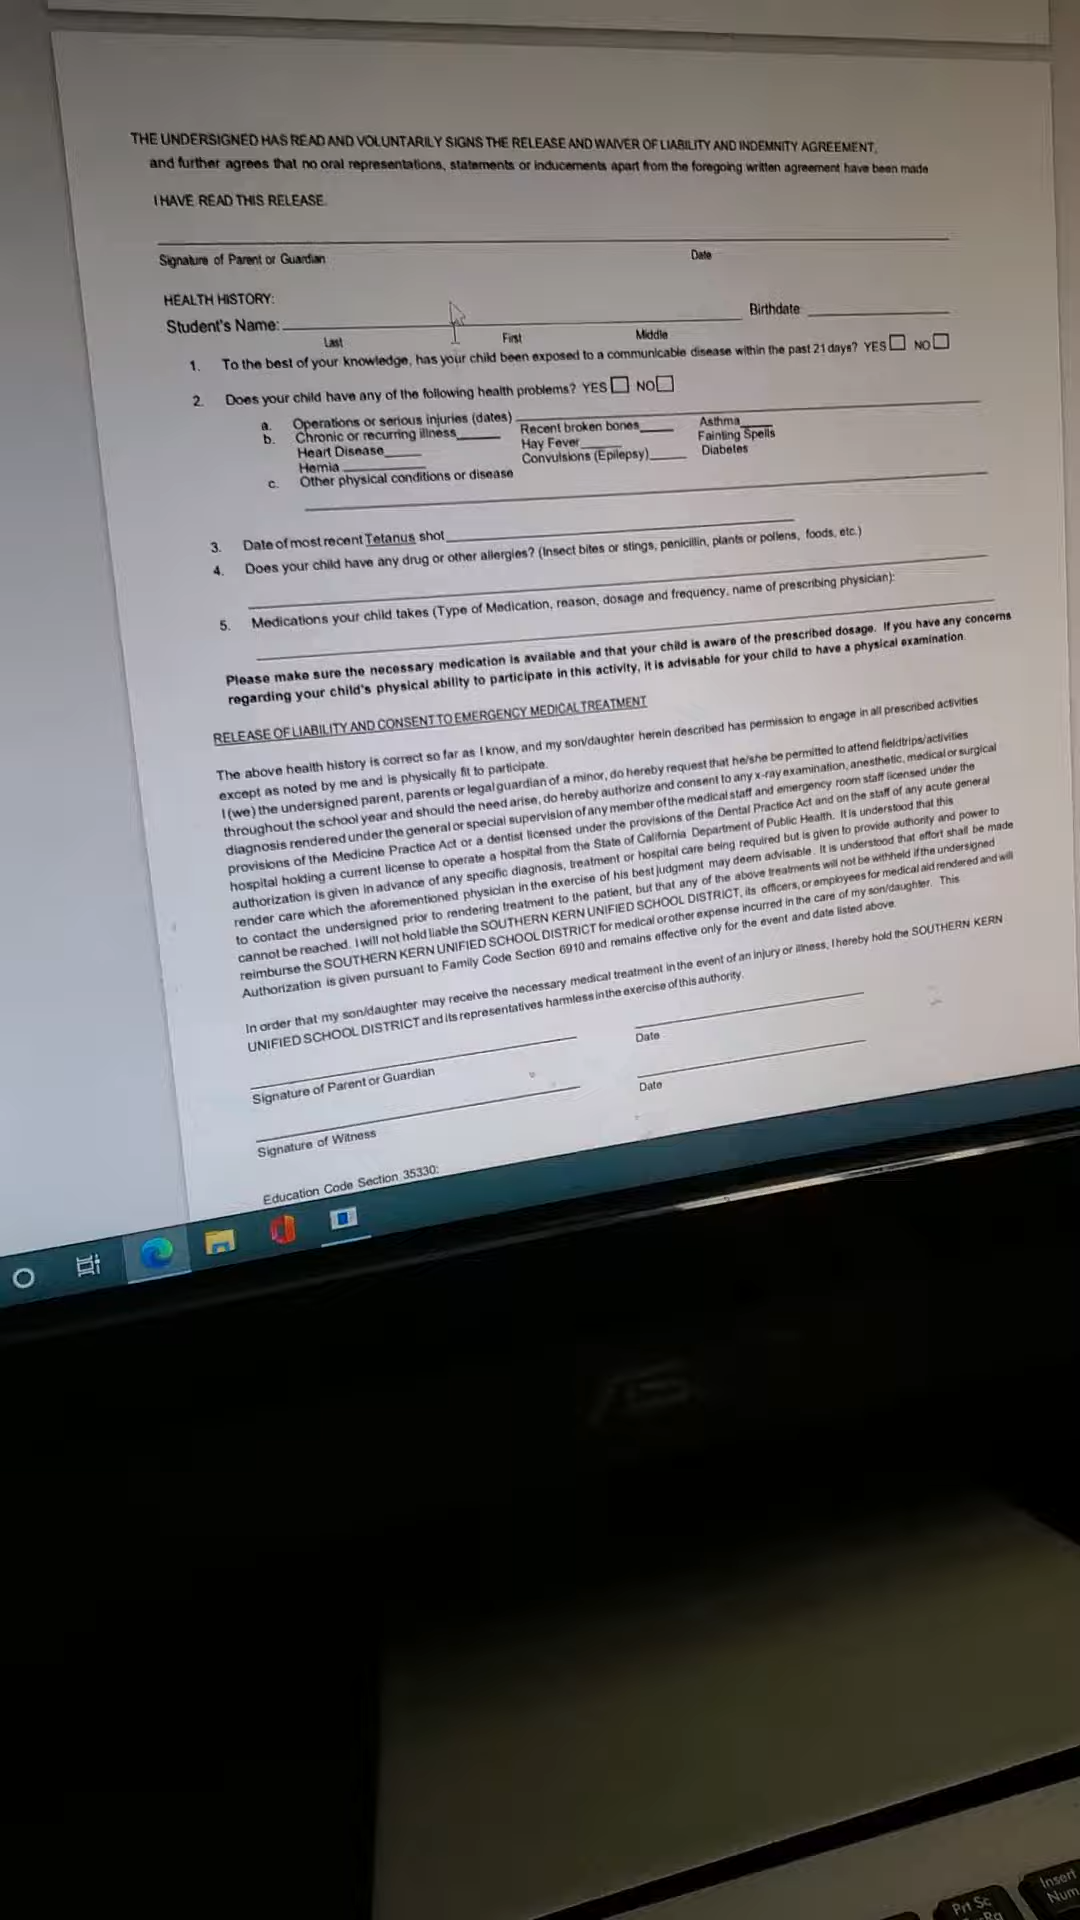 THE UNDERSIGNED HAS READ AND VOLUNTARILY SIGNS THE RELEASE AND WAIVER OF LIABILITY AND INDEMNITY AGREEMENT,
and further agrees that no oral representations, statements or inducements apart from the foregoing written agreement have been made
I HAVE READ THIS RELEASE.
Signature of Parent or Guardian Date
HEALTH HISTORY:
Student's Name: Birthdate
Last First Middle
1. To the best of your knowledge, has your child been exposed to a communicable disease within the past 21 days? YES NO
2. Does your child have any of the following health problems? YES NO
a. Operations or serious injuries (dates)
b. Chronic or recurring illness Recent broken bones Asthma
Heart Disease Hay Fever Fainting Spells
Hernia Convulsions (Epilepsy) Diabetes
c. Other physical conditions or disease
3. Date of most recent Tetanus shot
4. Does your child have any drug or other allergies? (Insect bites or stings, penicillin, plants or pollens, foods, etc.)
5. Medications your child takes (Type of Medication, reason, dosage and frequency, name of prescribing physician):
Please make sure the necessary medication is available and that your child is aware of the prescribed dosage. If you have any concerns
regarding your child's physical ability to participate in this activity, it is advisable for your child to have a physical examination.
RELEASE OF LIABILITY AND CONSENT TO EMERGENCY MEDICAL TREATMENT
The above health history is correct so far as I know, and my son/daughter herein described has permission to engage in all prescribed activities
except as noted by me and is physically fit to participate.
I (we) the undersigned parent, parents or legal guardian of a minor, do hereby request that he/she be permitted to attend fieldtrips/activities
throughout the school year and should the need arise, do hereby authorize and consent to any x-ray examination, anesthetic, medical or surgical
diagnosis rendered under the general or special supervision of any member of the medical staff and emergency room staff licensed under the
provisions of the Medicine Practice Act or a dentist licensed under the provisions of the Dental Practice Act and on the staff of any acute general
hospital holding a current license to operate a hospital from the State of California Department of Public Health. It is understood that this
authorization is given in advance of any specific diagnosis, treatment or hospital care being required but is given to provide authority and power to
render care which the aforementioned physician in the exercise of his best judgment may deem advisable. It is understood that effort shall be made
to contact the undersigned prior to rendering treatment to the patient, but that any of the above treatments will not be withheld if the undersigned
cannot be reached. I will not hold liable the SOUTHERN KERN UNIFIED SCHOOL DISTRICT, its officers, or employees for medical aid rendered and will
reimburse the SOUTHERN KERN UNIFIED SCHOOL DISTRICT for medical or other expense incurred in the care of my son/daughter. This
Authorization is given pursuant to Family Code Section 6910 and remains effective only for the event and date listed above.
In order that my son/daughter may receive the necessary medical treatment in the event of an injury or illness, I hereby hold the SOUTHERN KERN
UNIFIED SCHOOL DISTRICT and its representatives harmless in the exercise of this authority.
Signature of Parent or Guardian Date
Signature of Witness Date
Education Code Section 35330:
Prt Sc
Insert
Num